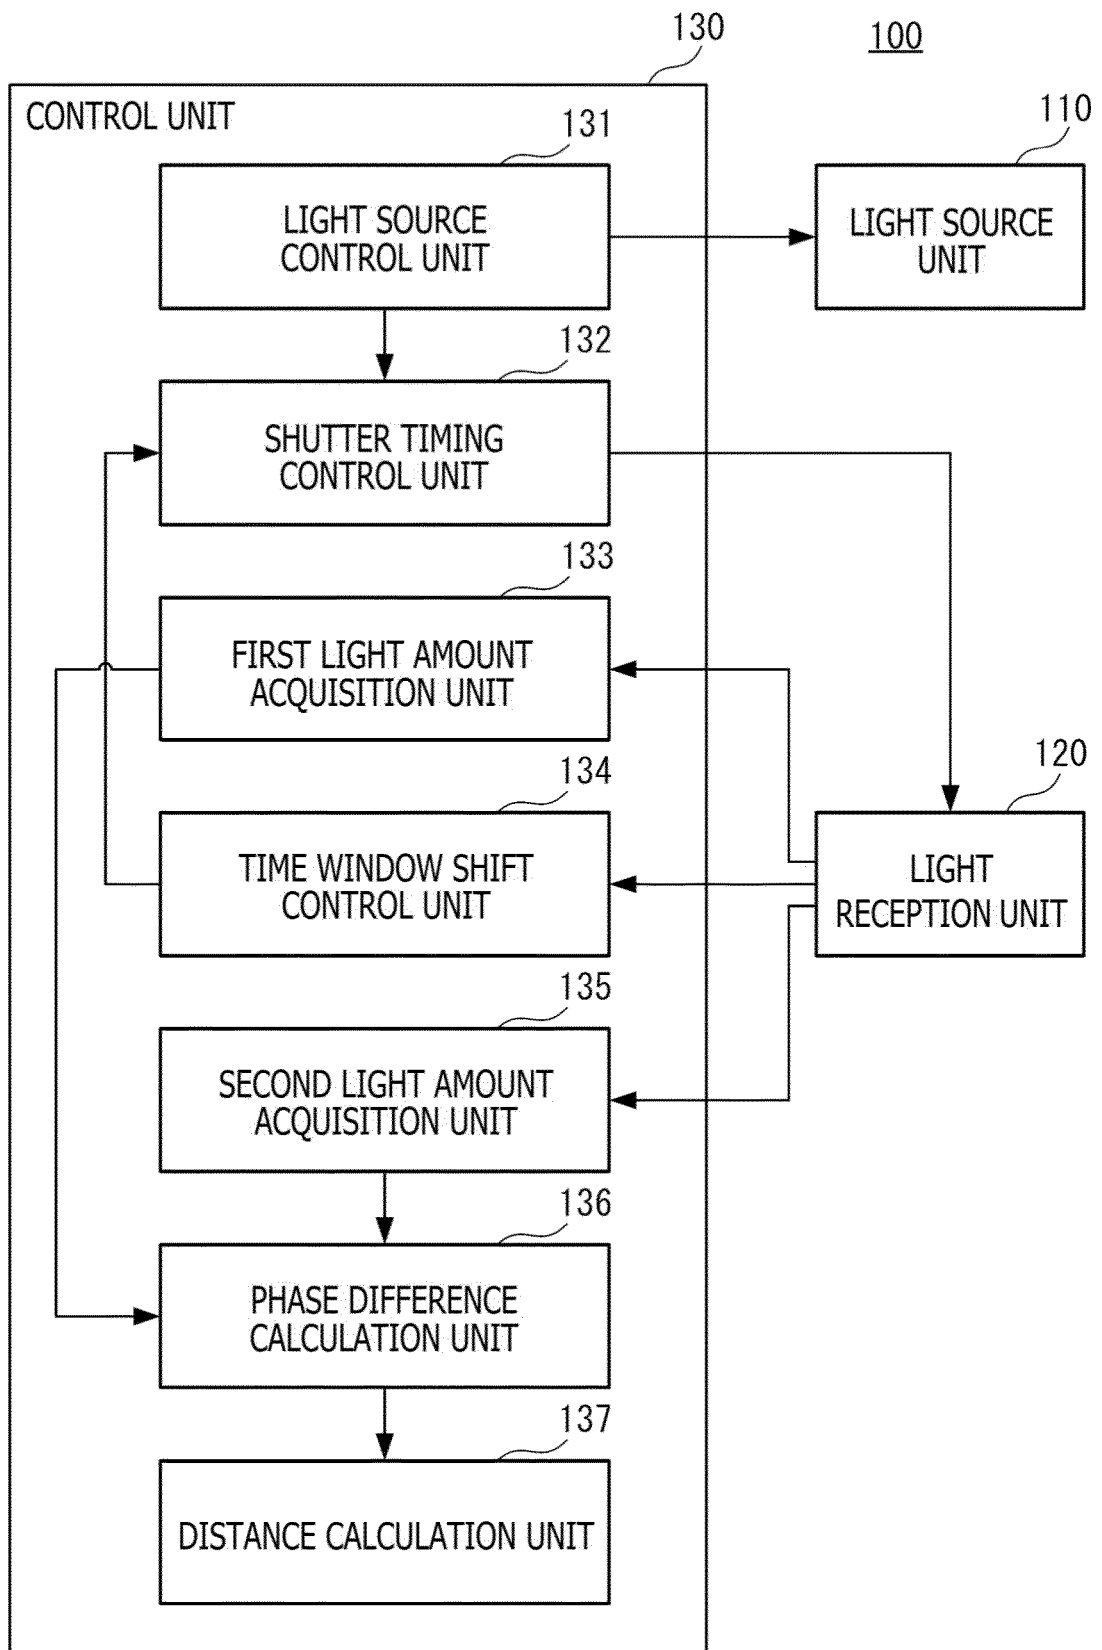 130
100
CONTROL UNIT
131
110
LIGHT SOURCE
CONTROL UNIT
LIGHT SOURCE
UNIT
132
SHUTTER TIMING
CONTROL UNIT
133
FIRST LIGHT AMOUNT
ACQUISITION UNIT
134
120
TIME WINDOW SHIFT
CONTROL UNIT
LIGHT
RECEPTION UNIT
135
SECOND LIGHT AMOUNT
ACQUISITION UNIT
136
PHASE DIFFERENCE
CALCULATION UNIT
137
DISTANCE CALCULATION UNIT